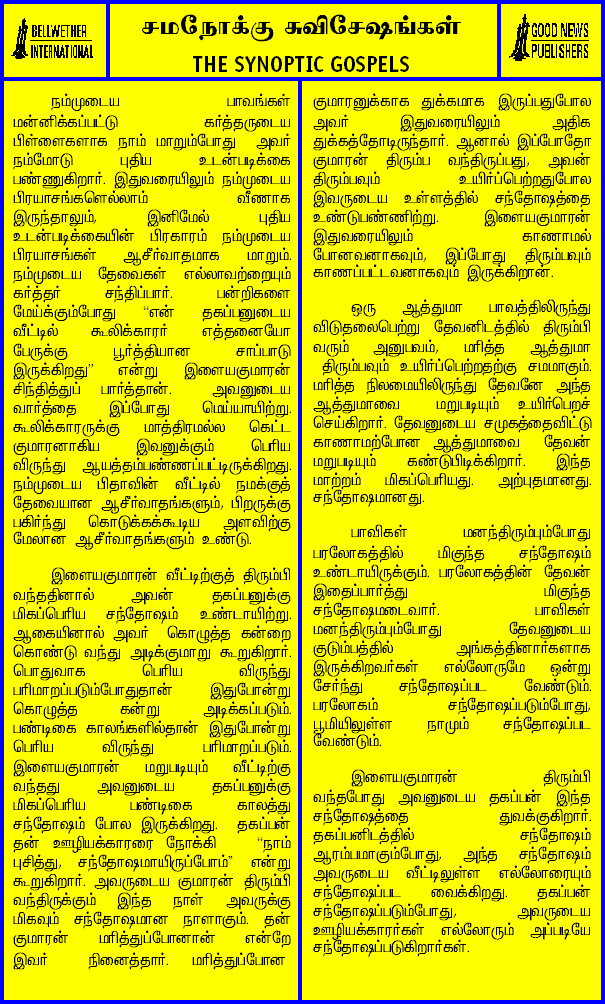 BELLWETHER
INTERNATIONAL
சமநோக்கு சுவிசேஷங்கள்
THE SYNOPTIC GOSPELS
GOOD NEWS
PUBLISHERS
நம்முடைய பாவங்கள்
மன்னிக்கப்பட்டு கர்த்தருடைய
பிள்ளைகளாக நாம் மாறும்போது அவர்
நம்மோடு புதிய உடன்படிக்கை
பண்ணுகிறார். இதுவரையிலும் நம்முடைய
பிரயாசங்களெல்லாம் வீணாக
இருந்தாலும், இனிமேல் புதிய
உடன்படிக்கையின் பிரகாரம் நம்முடைய
பிரயாசங்கள் ஆசீர்வாதமாக மாறும்.
நம்முடைய தேவைகள் எல்லாவற்றையும்
கர்த்தர் சந்திப்பார். பன்றிகளை
மேய்க்கும்போது “என் தகப்பனுடைய
வீட்டில் கூலிக்காரர் எத்தனையோ
பேருக்கு பூர்த்தியான சாப்பாடு
இருக்கிறது” என்று இளையகுமாரன்
சிந்தித்துப் பார்த்தான். அவனுடைய
வார்த்தை இப்போது மெய்யாயிற்று.
கூலிக்காரருக்கு மாத்திரமல்ல கெட்ட
குமாரனாகிய இவனுக்கும் பெரிய
விருந்து ஆயத்தம்பண்ணப்பட்டிருக்கிறது.
நம்முடைய பிதாவின் வீட்டில் நமக்குத்
தேவையான ஆசீர்வாதங்களும், பிறருக்கு
பகிர்ந்து கொடுக்கக்கூடிய அளவிற்கு
மேலான ஆசீர்வாதங்களும் உண்டு.
இளையகுமாரன் வீட்டிற்குத் திரும்பி
வந்ததினால் அவன் தகப்பனுக்கு
மிகப்பெரிய சந்தோஷம் உண்டாயிற்று.
ஆகையினால் அவர் கொழுத்த கன்றை
கொண்டு வந்து அடிக்குமாறு கூறுகிறார்.
பொதுவாக பெரிய விருந்து
பரிமாறப்படும்போதுதான் இதுபோன்று
கொழுத்த கன்று அடிக்கப்படும்.
பண்டிகை காலங்களில்தான் இதுபோன்று
பெரிய விருந்து பரிமாறப்படும்.
இளையகுமாரன் மறுபடியும் வீட்டிற்கு
வந்தது அவனுடைய தகப்பனுக்கு
மிகப்பெரிய பண்டிகை காலத்து
சந்தோஷம் போல இருக்கிறது. தகப்பன்
தன் ஊழியக்காரரை நோக்கி “நாம்
புசித்து, சந்தோஷமாயிருப்போம்” என்று
கூறுகிறார். அவருடைய குமாரன் திரும்பி
வந்திருக்கும் இந்த நாள் அவருக்கு
மிகவும் சந்தோஷமான நாளாகும். தன்
குமாரன் மரித்துப்போனான் என்றே
இவர் நினைத்தார். மரித்துப்போன
குமாரனுக்காக துக்கமாக இருப்பதுபோல
அவர் இதுவரையிலும் அதிக
துக்கத்தோடிருந்தார். ஆனால் இப்போதோ
குமாரன் திரும்ப வந்திருப்பது, அவன்
திரும்பவும் உயிர்ப்பெற்றதுபோல
இவருடைய உள்ளத்தில் சந்தோஷத்தை
உண்டுபண்ணிற்று. இளையகுமாரன்
இதுவரையிலும் காணாமல்
போனவனாகவும், இப்போது திரும்பவும்
காணப்பட்டவனாகவும் இருக்கிறான்.
ஒரு ஆத்துமா பாவத்திலிருந்து
விடுதலைபெற்று தேவனிடத்தில் திரும்பி
வரும் அனுபவம், மரித்த ஆத்துமா
திரும்பவும் உயிர்ப்பெற்றதற்கு சமமாகும்.
மரித்த நிலமையிலிருந்து தேவனே அந்த
ஆத்துமாவை மறுபடியும் உயிர்பெறச்
செய்கிறார். தேவனுடைய சமுகத்தைவிட்டு
காணாமற்போன ஆத்துமாவை தேவன்
மறுபடியும் கண்டுபிடிக்கிறார். இந்த
மாற்றம் மிகப்பெரியது. அற்புதமானது.
சந்தோஷமானது.
பாவிகள் மனந்திரும்பும்போது
பரலோகத்தில் மிகுந்த சந்தோஷம்
உண்டாயிருக்கும். பரலோகத்தின் தேவன்
இதைப்பார்த்து மிகுந்த
சந்தோஷமடைவார். பாவிகள்
மனந்திரும்பும்போது தேவனுடைய
குடும்பத்தில் அங்கத்தினார்களாக
இருக்கிறவர்கள் எல்லோருமே ஒன்று
சேர்ந்து சந்தோஷப்பட வேண்டும்.
பரலோகம் சந்தோஷப்படும்போது,
பூமியிலுள்ள நாமும் சந்தோஷப்பட
வேண்டும்.
இளையகுமாரன் திரும்பி
வந்தபோது அவனுடைய தகப்பன் இந்த
சந்தோஷத்தை துவக்குகிறார்.
தகப்பனிடத்தில் சந்தோஷம்
ஆரம்பமாகும்போது, அந்த சந்தோஷம்
அவருடைய வீட்டிலுள்ள எல்லோரையும்
சந்தோஷப்பட வைக்கிறது. தகப்பன்
சந்தோஷப்படும்போது, அவருடைய
ஊழியக்காரர்கள் எல்லோரும் அப்படியே
சந்தோஷப்படுகிறார்கள்.